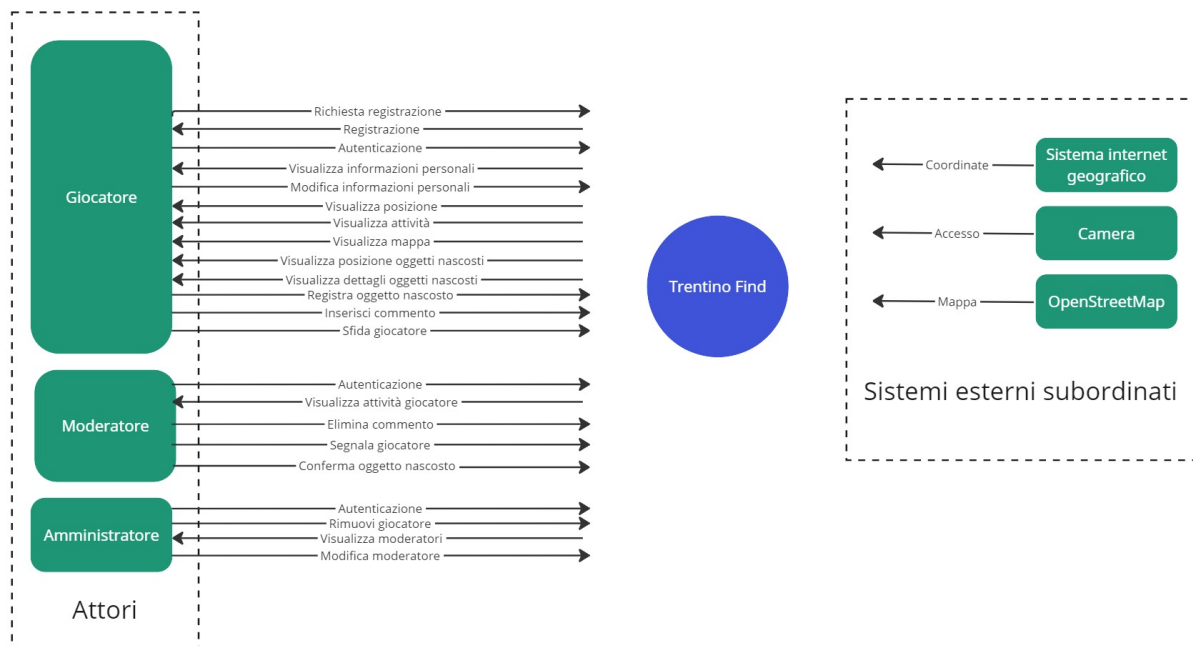 Giocatore
Richiesta registrazione
Registrazione
Autenticazione
Visualizza informazioni personali
Modifica informazioni personali
Visualizza posizione
Visualizza attività
Visualizza mappa
Visualizza posizione oggetti nascosti
Visualizza dettagli oggetti nascosti
Registra oggetto nascosto
Inserisci commento
Sfida giocatore
Moderatore
Autenticazione
Visualizza attività giocatore
Elimina commento
Segnala giocatore
Conferma oggetto nascosto
Amministratore
Autenticazione
Rimuovi giocatore
Visualizza moderatori
Modifica moderatore
Attori
Trentino Find
Coordinate
Sistema internet
geografico
Accesso
Camera
Mappa
OpenStreetMap
Sistemi esterni subordinati